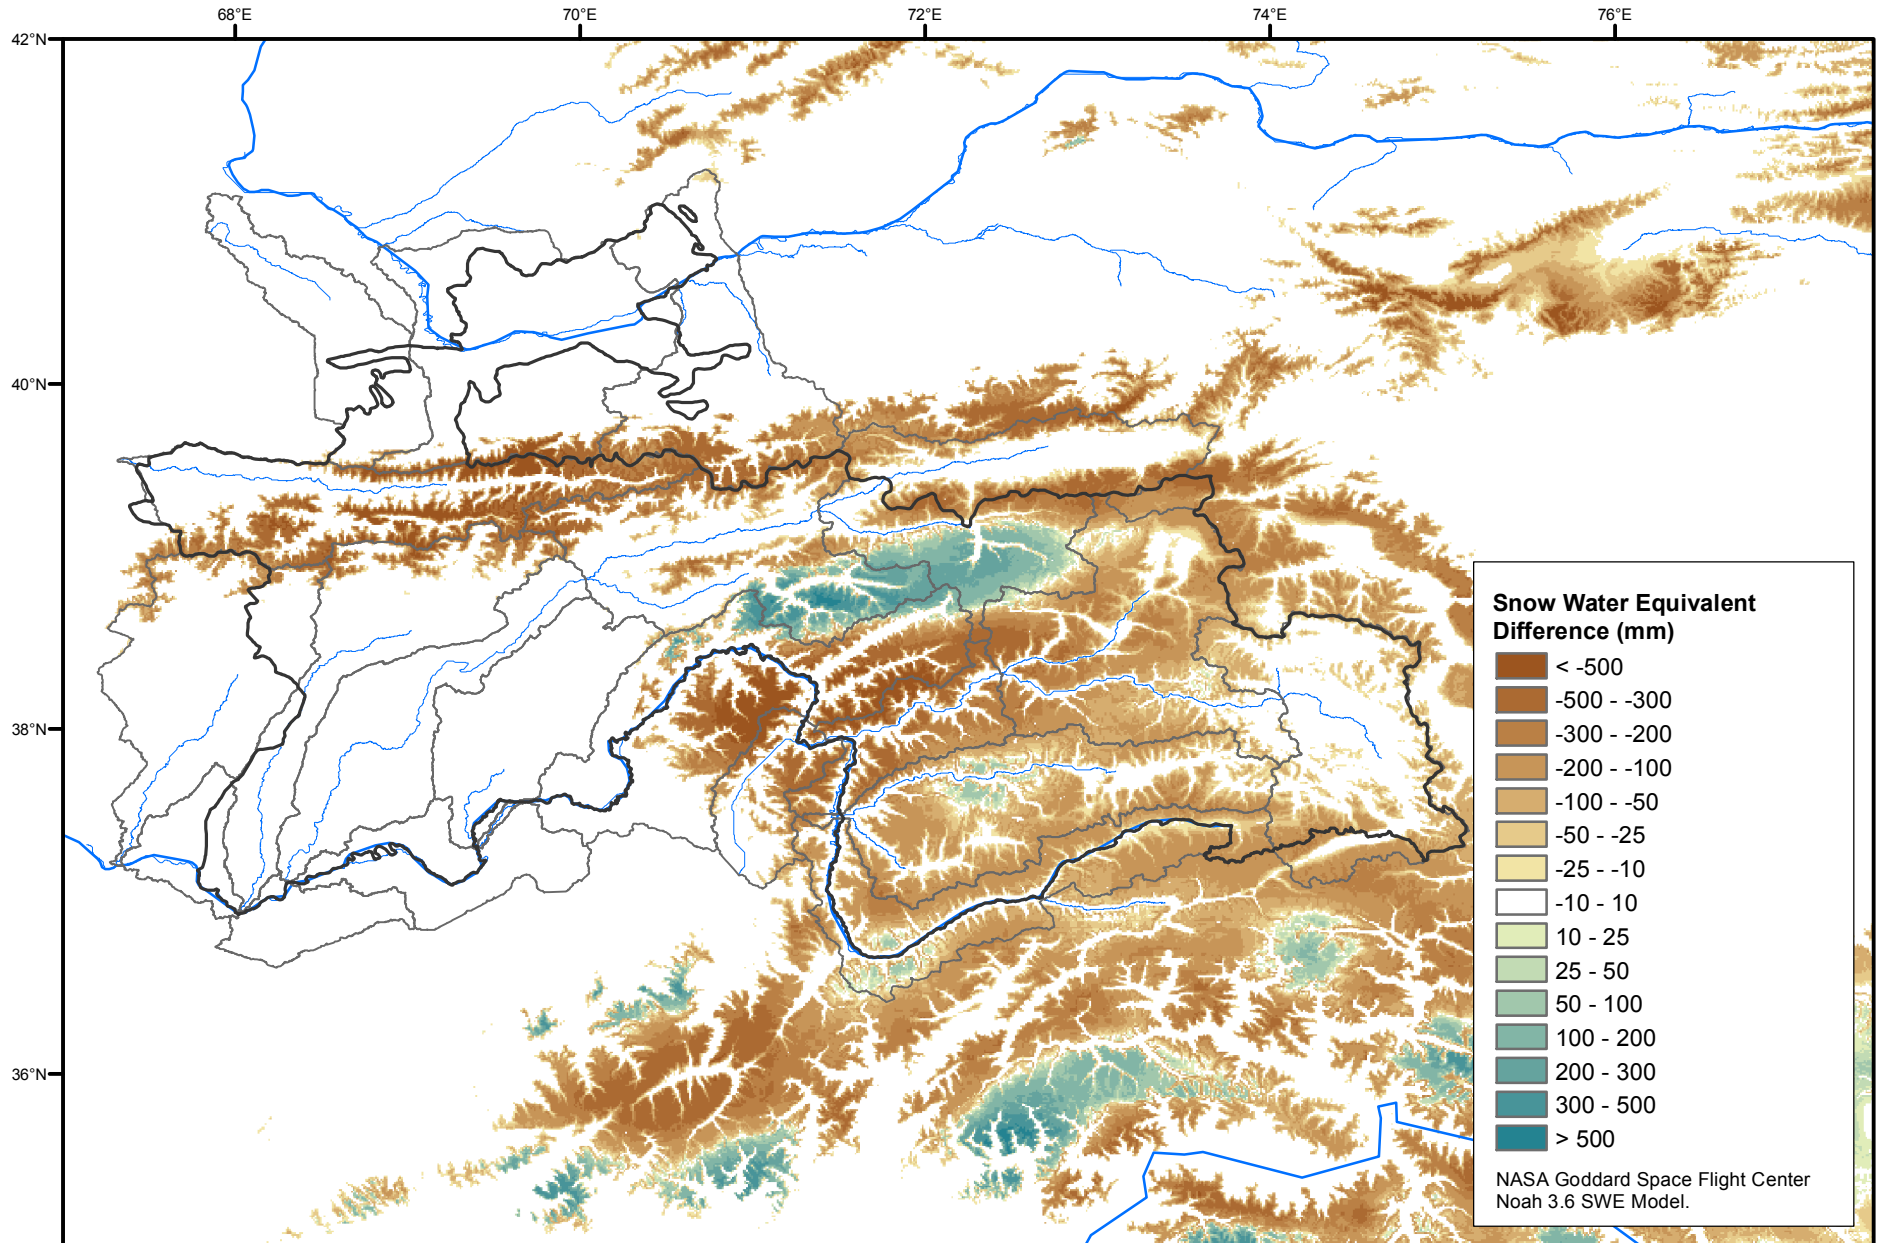 68°E
70°E
72°E
74°E
76°E
42°N
40°N
38°N
36°N
Snow Water Equivalent
Difference (mm)
< -500
-500 - -300
-300 - -200
-200 - -100
-100 - -50
-50 - -25
-25 - -10
-10 - 10
10 - 25
25 - 50
50 - 100
100 - 200
200 - 300
300 - 500
> 500
NASA Goddard Space Flight Center
Noah 3.6 SWE Model.